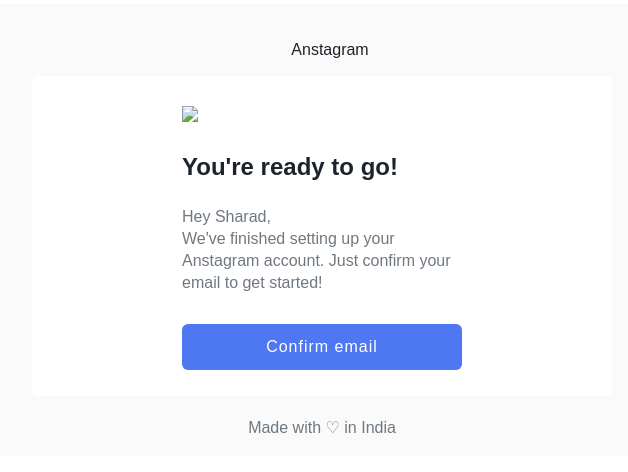 Anstagram
You're ready to go!
Hey Sharad,
We've finished setting up your
Anstagram account. Just confirm your
email to get started!
Confirm email
Made with ♡ in India